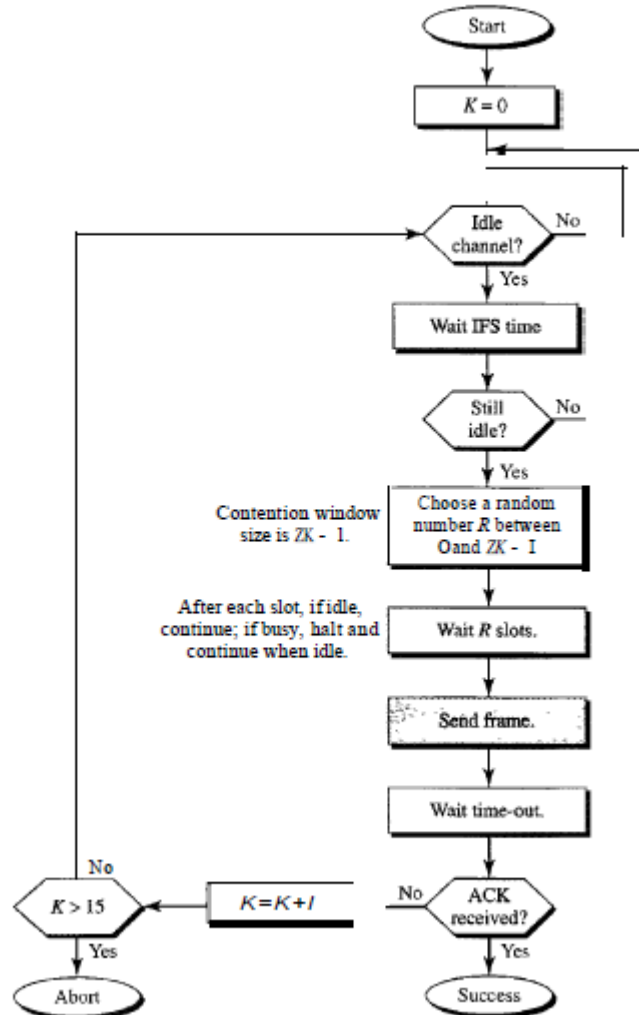 Start
K = 0
Idle
channel?
No
Yes
Wait IFS time
Still
idle?
No
Yes
Contention window
size is ZK - 1.
Choose a random
number R between
Oand ZK - I
After each slot, if idle,
continue; if busy, halt and
continue when idle.
Wait R slots.
Send frame.
Wait time-out.
ACK
received?
No
Yes
K=K+I
K > 15
No
Yes
Abort
Success